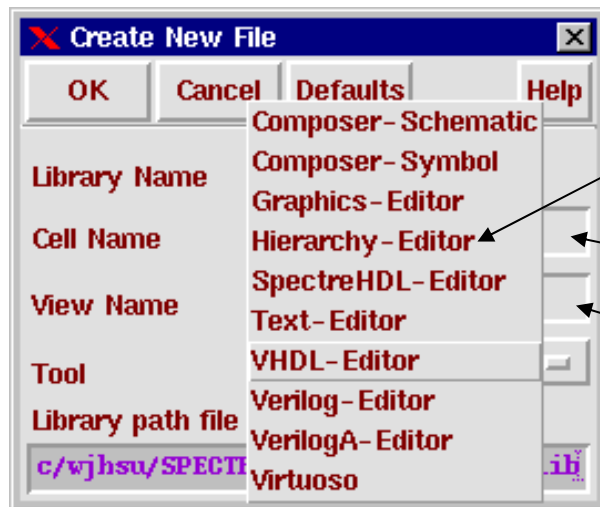 Create New File
OK Cancel Defaults Help
Composer-Schematic
Composer-Symbol
Graphics-Editor
Hierarchy-Editor
SpectreHDL-Editor
Text-Editor
VHDL-Editor
Verilog-Editor
VerilogA-Editor
Virtuoso
Library Name
Cell Name
View Name
Tool
Library path file
c/wjhsu/SPECTR
.lib